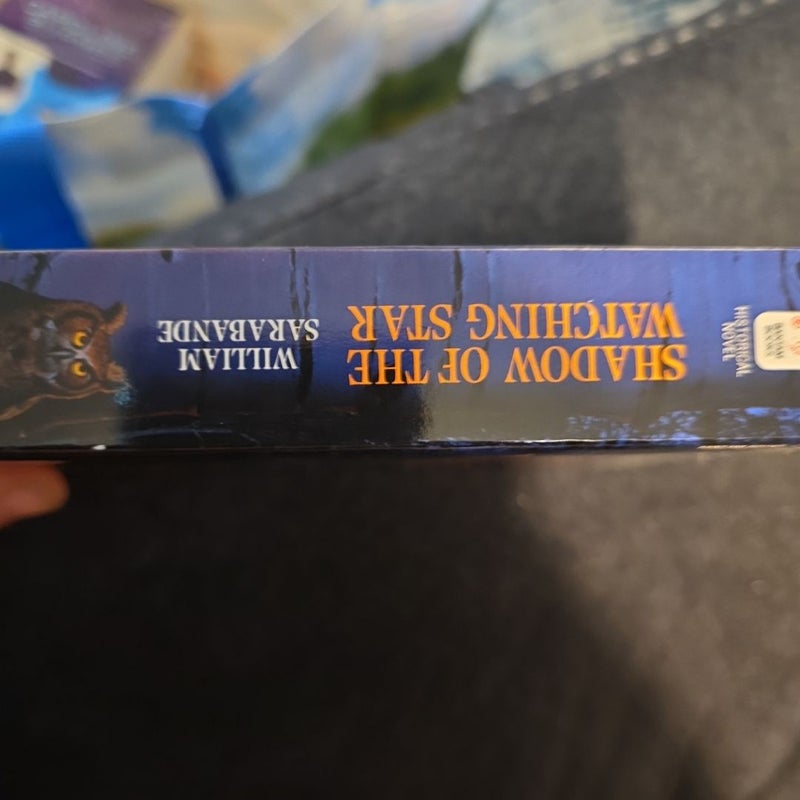 HISTORICAL
NOVEL
SHADOW OF THE
WATCHING STAR
WILLIAM
SARABANDE